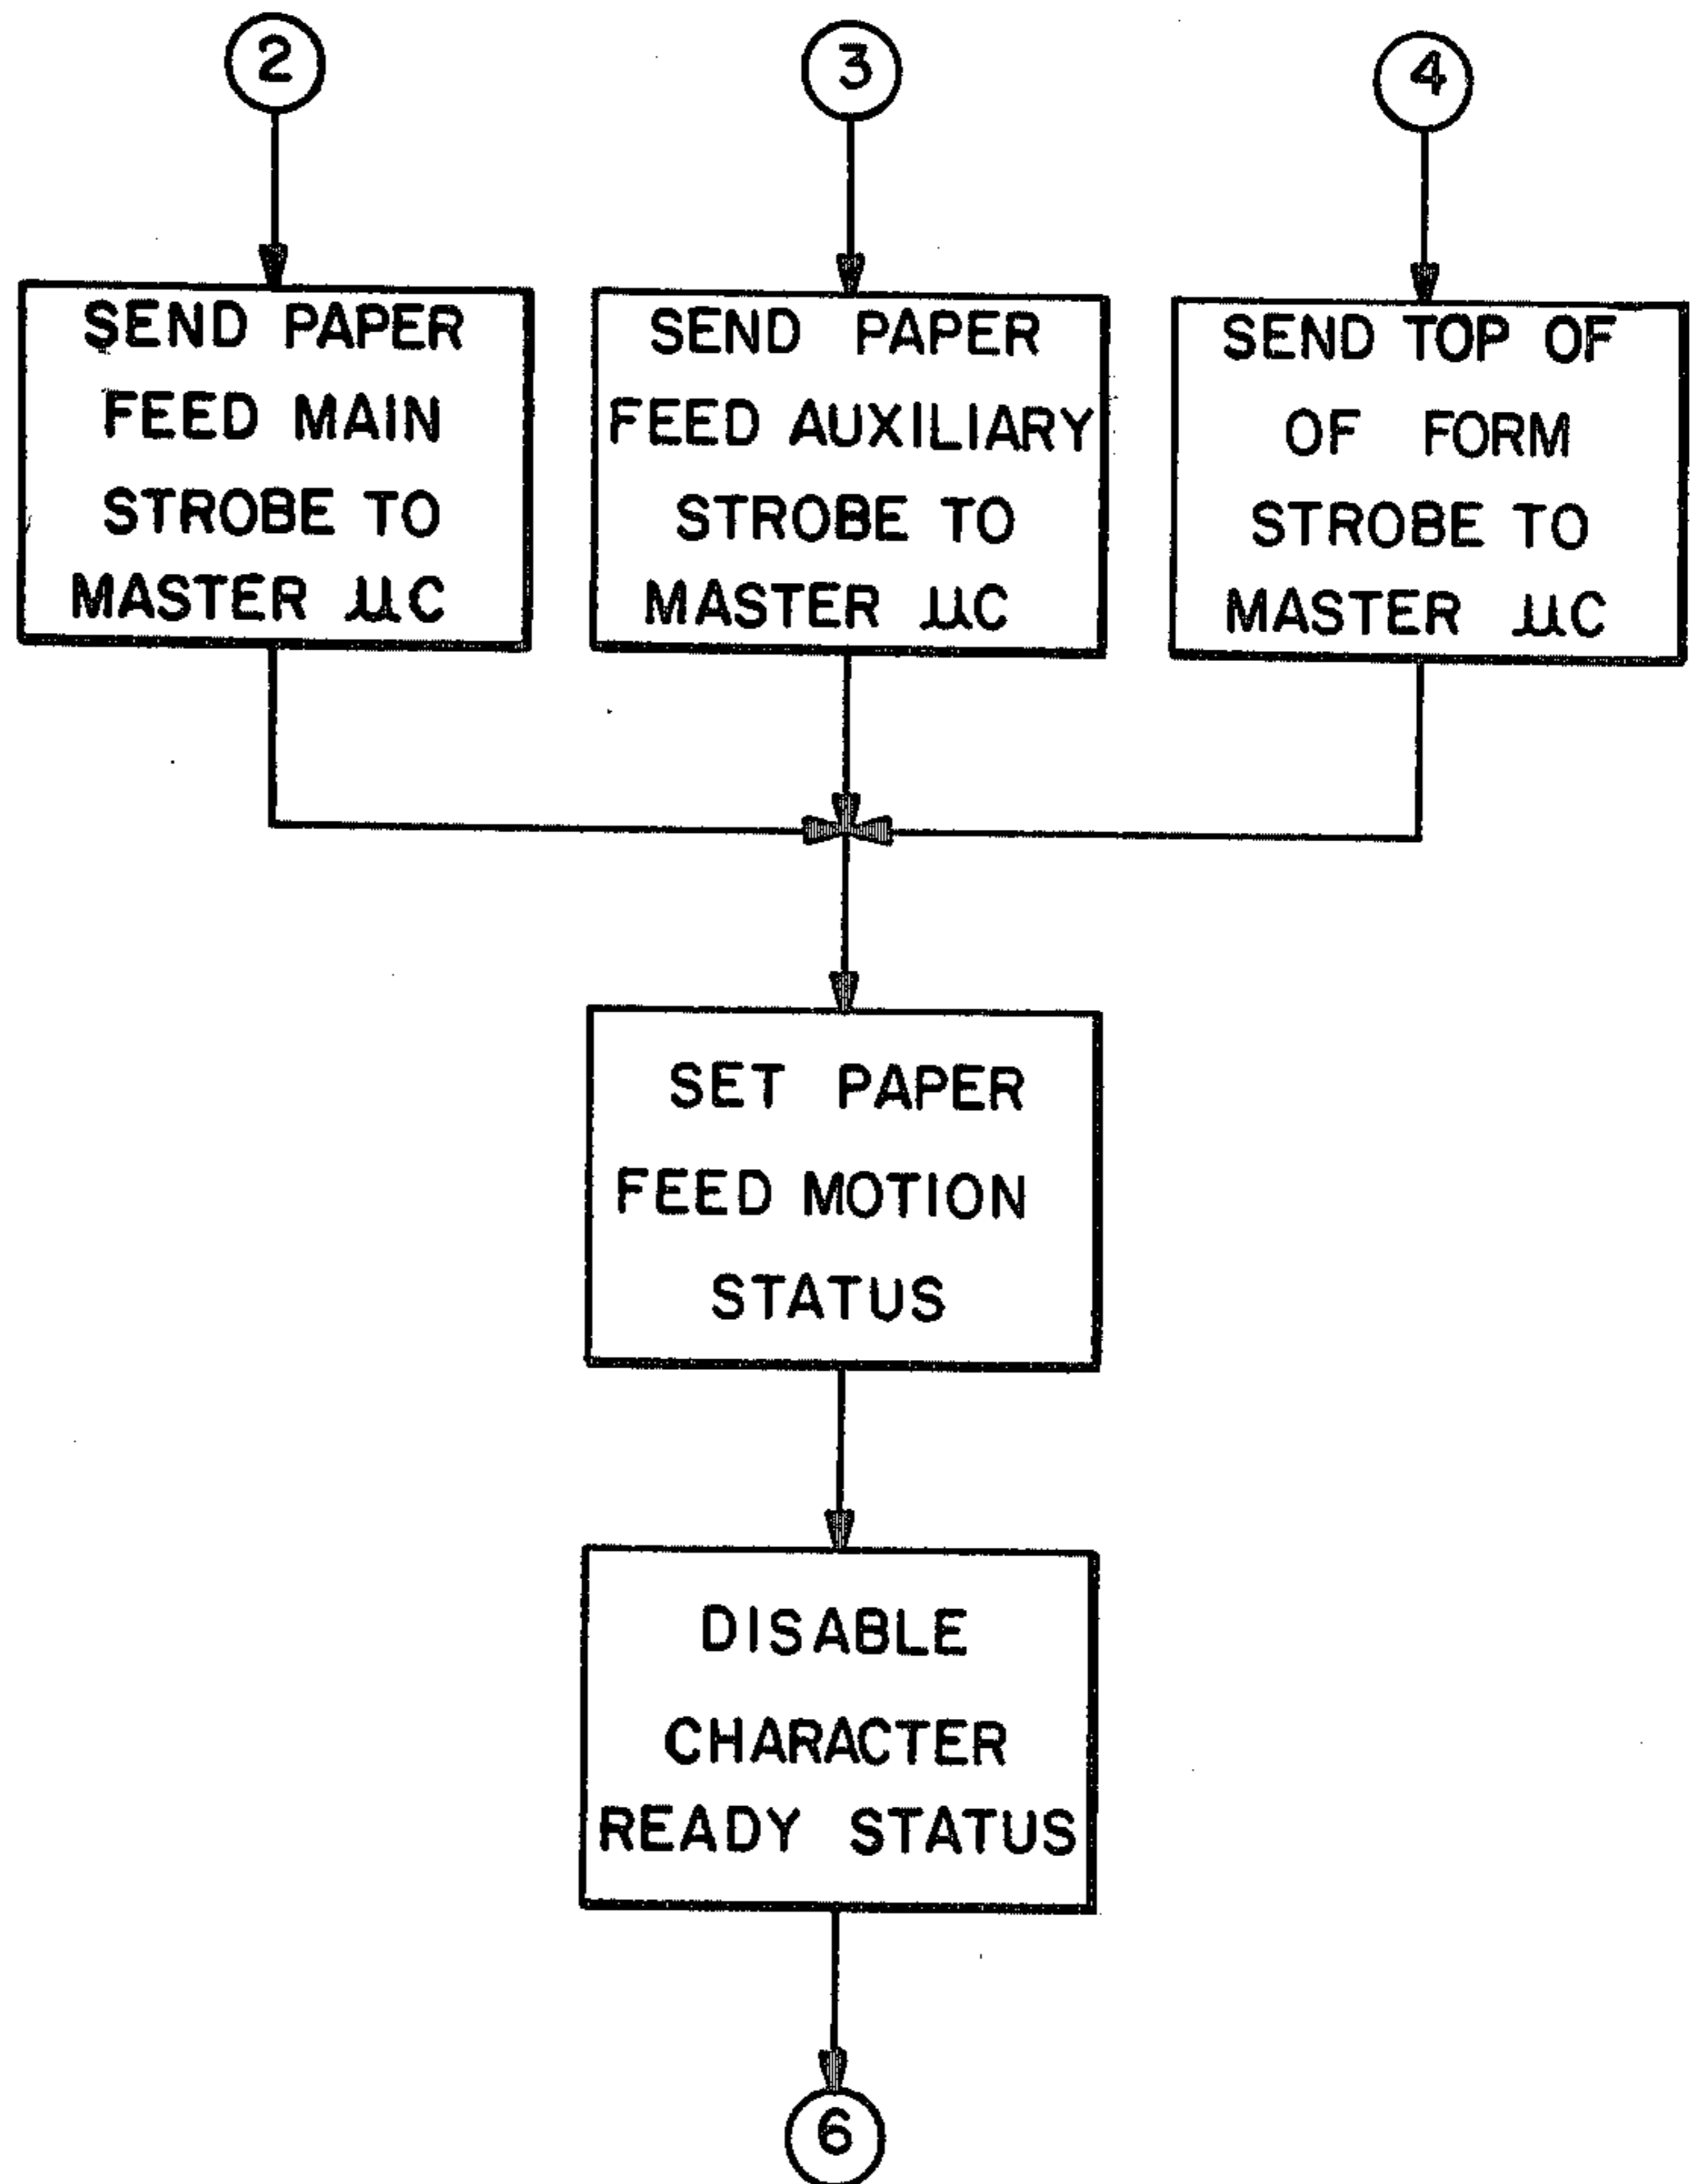 2
3
4
SEND PAPER
FEED MAIN
STROBE TO
MASTER μC
SEND PAPER
FEED AUXILIARY
STROBE TO
MASTER μC
SEND TOP OF
OF FORM
STROBE TO
MASTER μC
SET PAPER
FEED MOTION
STATUS
DISABLE
CHARACTER
READY STATUS
6